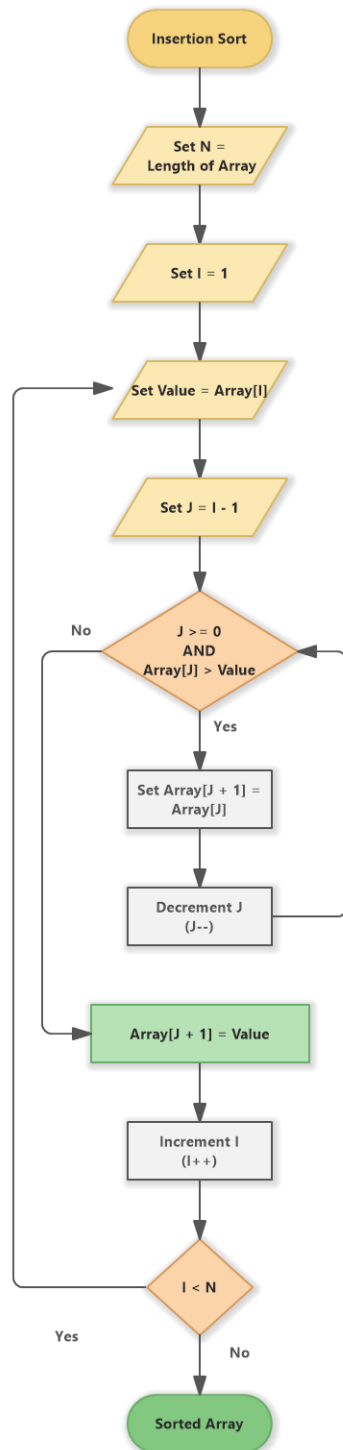 Insertion Sort
Set N =
Length of Array
Set I = 1
Set Value = Array[I]
Set J = I - 1
No
J >= 0
AND
Array[J] > Value
Yes
Set Array[J + 1] =
Array[J]
Decrement J
(J--)
Array[J + 1] = Value
Increment I
(I++)
I < N
Yes
No
Sorted Array